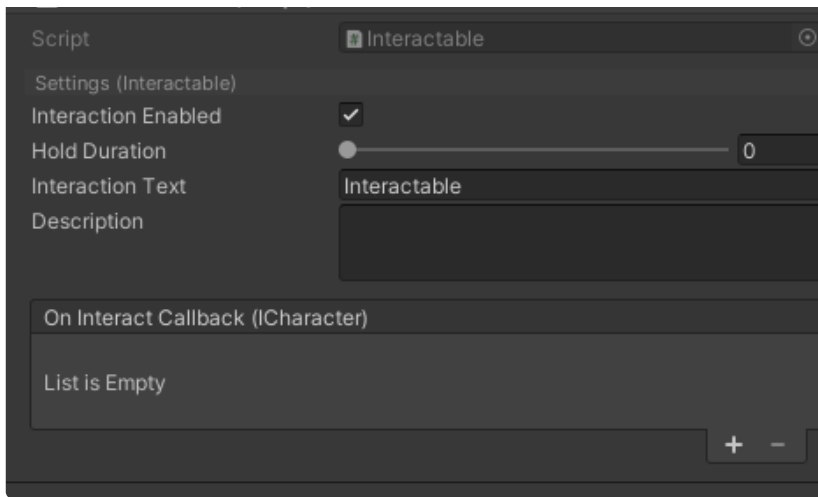 Script Interactable
Settings (Interactable)
Interaction Enabled
Hold Duration 0
Interaction Text Interactable
Description
On Interact Callback (ICharacter)
List is Empty
+ −